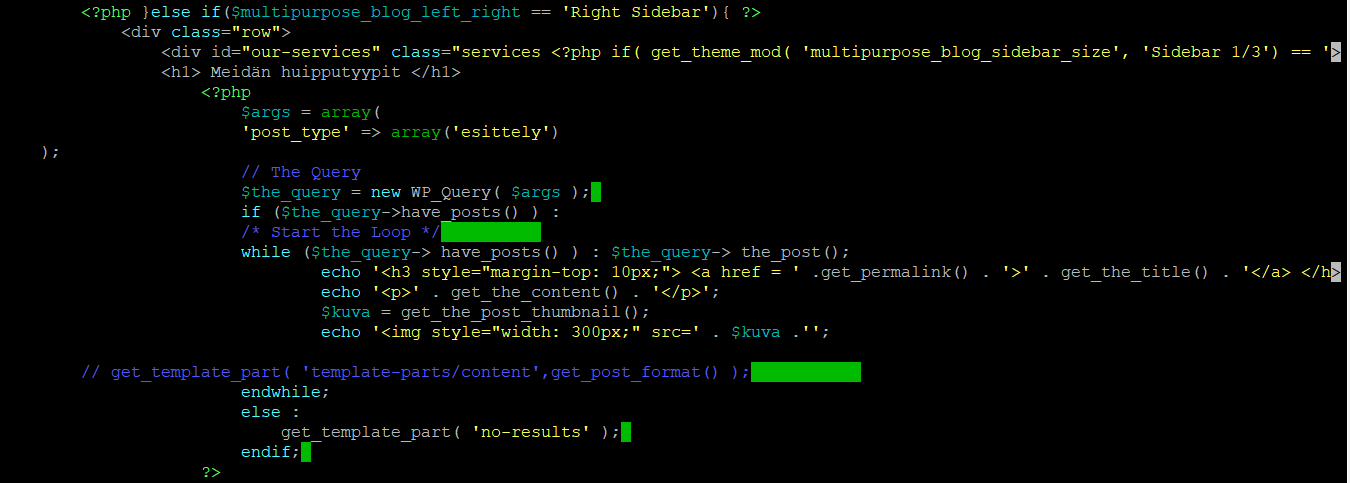 <?php }else if($multipurpose_blog_left_right == 'Right Sidebar'){ ?>
<div class="row">
<div id="our-services" class="services <?php if( get_theme_mod( 'multipurpose_blog_sidebar_size', 'Sidebar 1/3') == '>
<h1> Meidän huipputyypit </h1>
<?php
$args = array(
'post_type' => array('esittely')
);
// The Query
$the_query = new WP_Query( $args );
if ($the_query->have_posts() ) :
/* Start the Loop */
while ($the_query-> have_posts() ) : $the_query-> the_post();
echo '<h3 style="margin-top: 10px;"> <a href = ' .get_permalink() . '>' . get_the_title() . '</a> </h>
echo '<p>' . get_the_content() . '</p>';
$kuva = get_the_post_thumbnail();
echo '<img style="width: 300px;" src=' . $kuva .'';
// get_template_part( 'template-parts/content',get_post_format() );
endwhile;
else :
get_template_part( 'no-results' );
endif;
?>